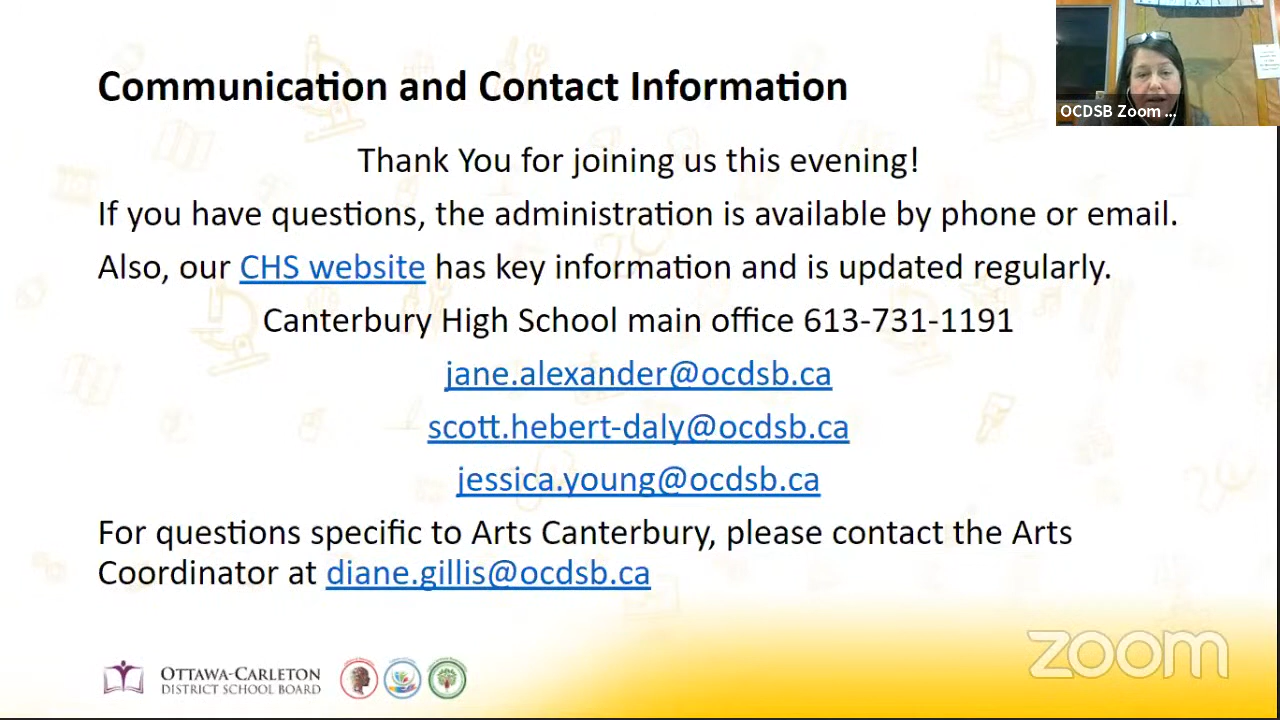 Communication and Contact Information
OCDSB Zoom ...
Thank You for joining us this evening!
If you have questions, the administration is available by phone or email.
Also, our CHS website has key information and is updated regularly.
Canterbury High School main office 613-731-1191
jane.alexander@ocdsb.ca
scott.hebert-daly@ocdsb.ca
jessica.young@ocdsb.ca
For questions specific to Arts Canterbury, please contact the Arts
Coordinator at diane.gillis@ocdsb.ca
OTTAWA-CARLETON
DISTRICT SCHOOL BOARD
zoom